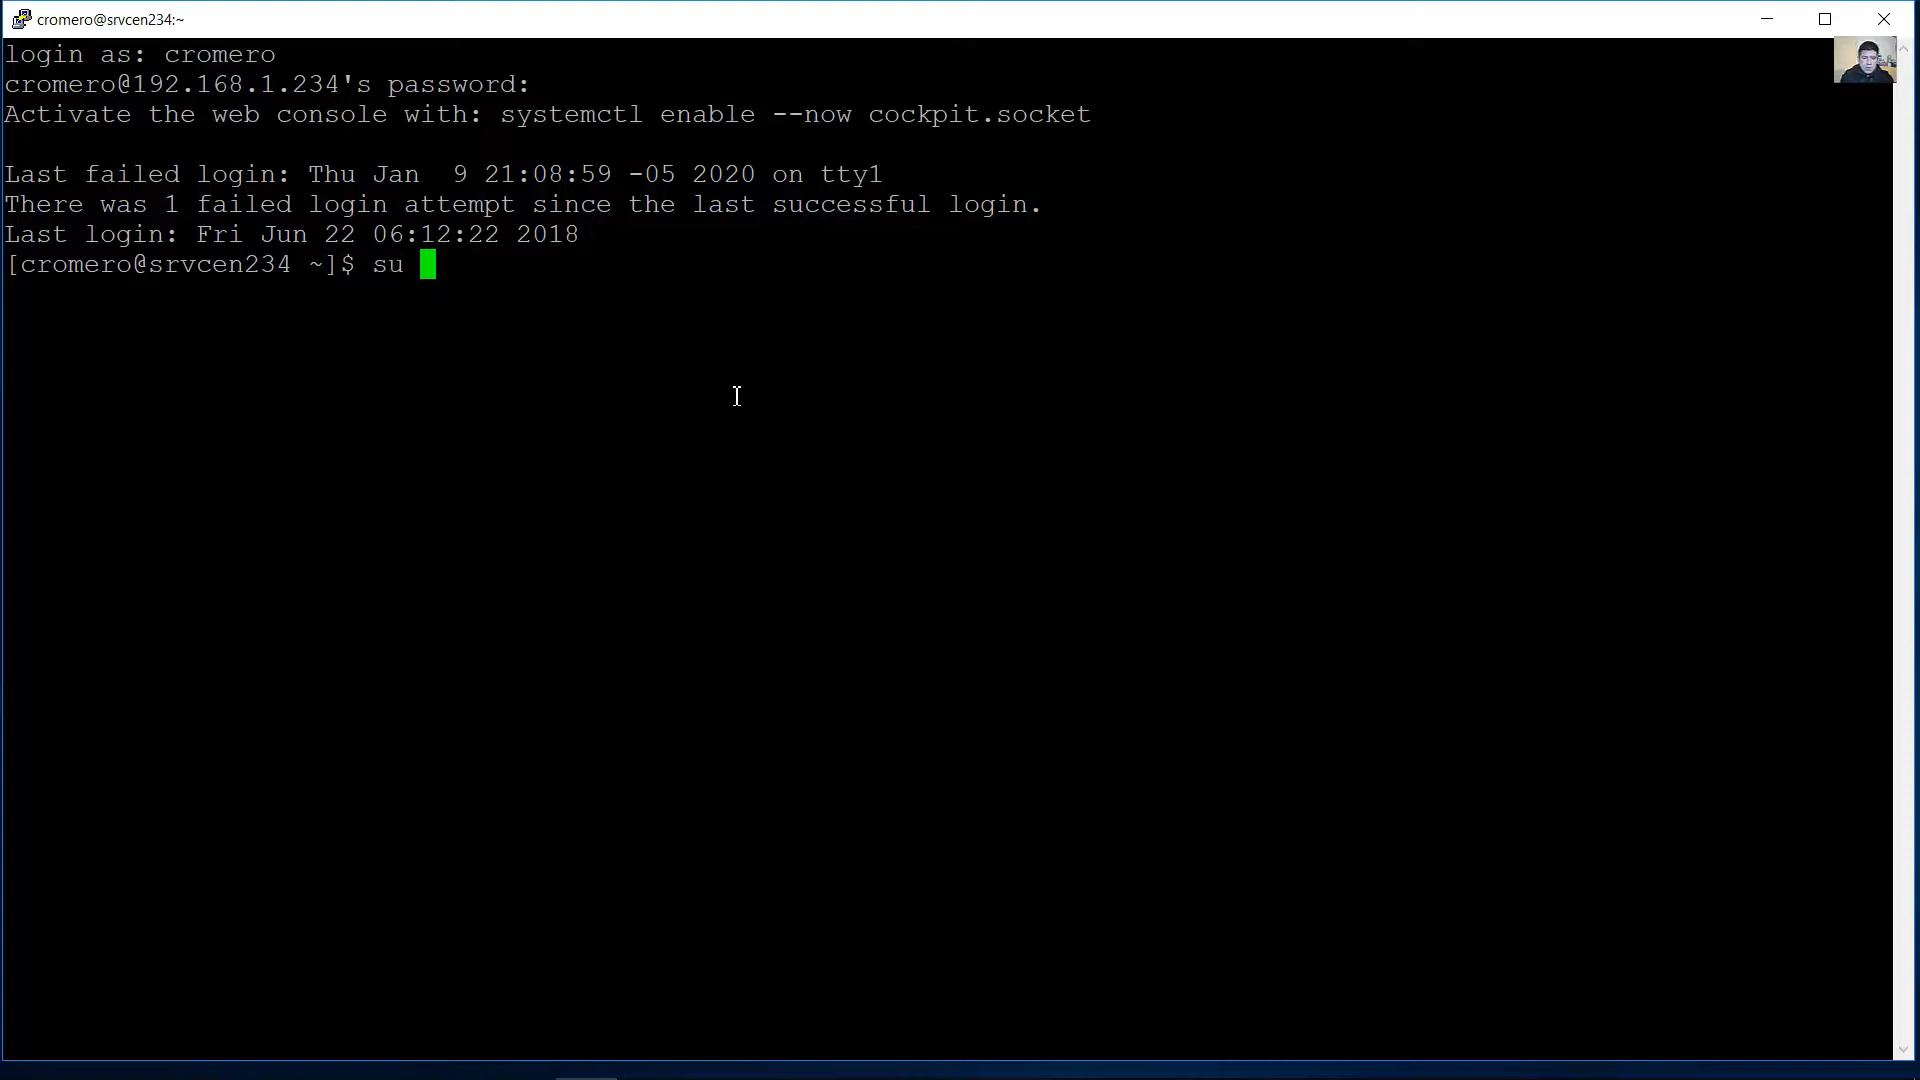 cromero@srvcen234:~
login as: cromero
cromero@192.168.1.234's password:
Activate the web console with: systemctl enable --now cockpit.socket
Last failed login: Thu Jan  9 21:08:59 -05 2020 on tty1
There was 1 failed login attempt since the last successful login.
Last login: Fri Jun 22 06:12:22 2018
[cromero@srvcen234 ~]$ su